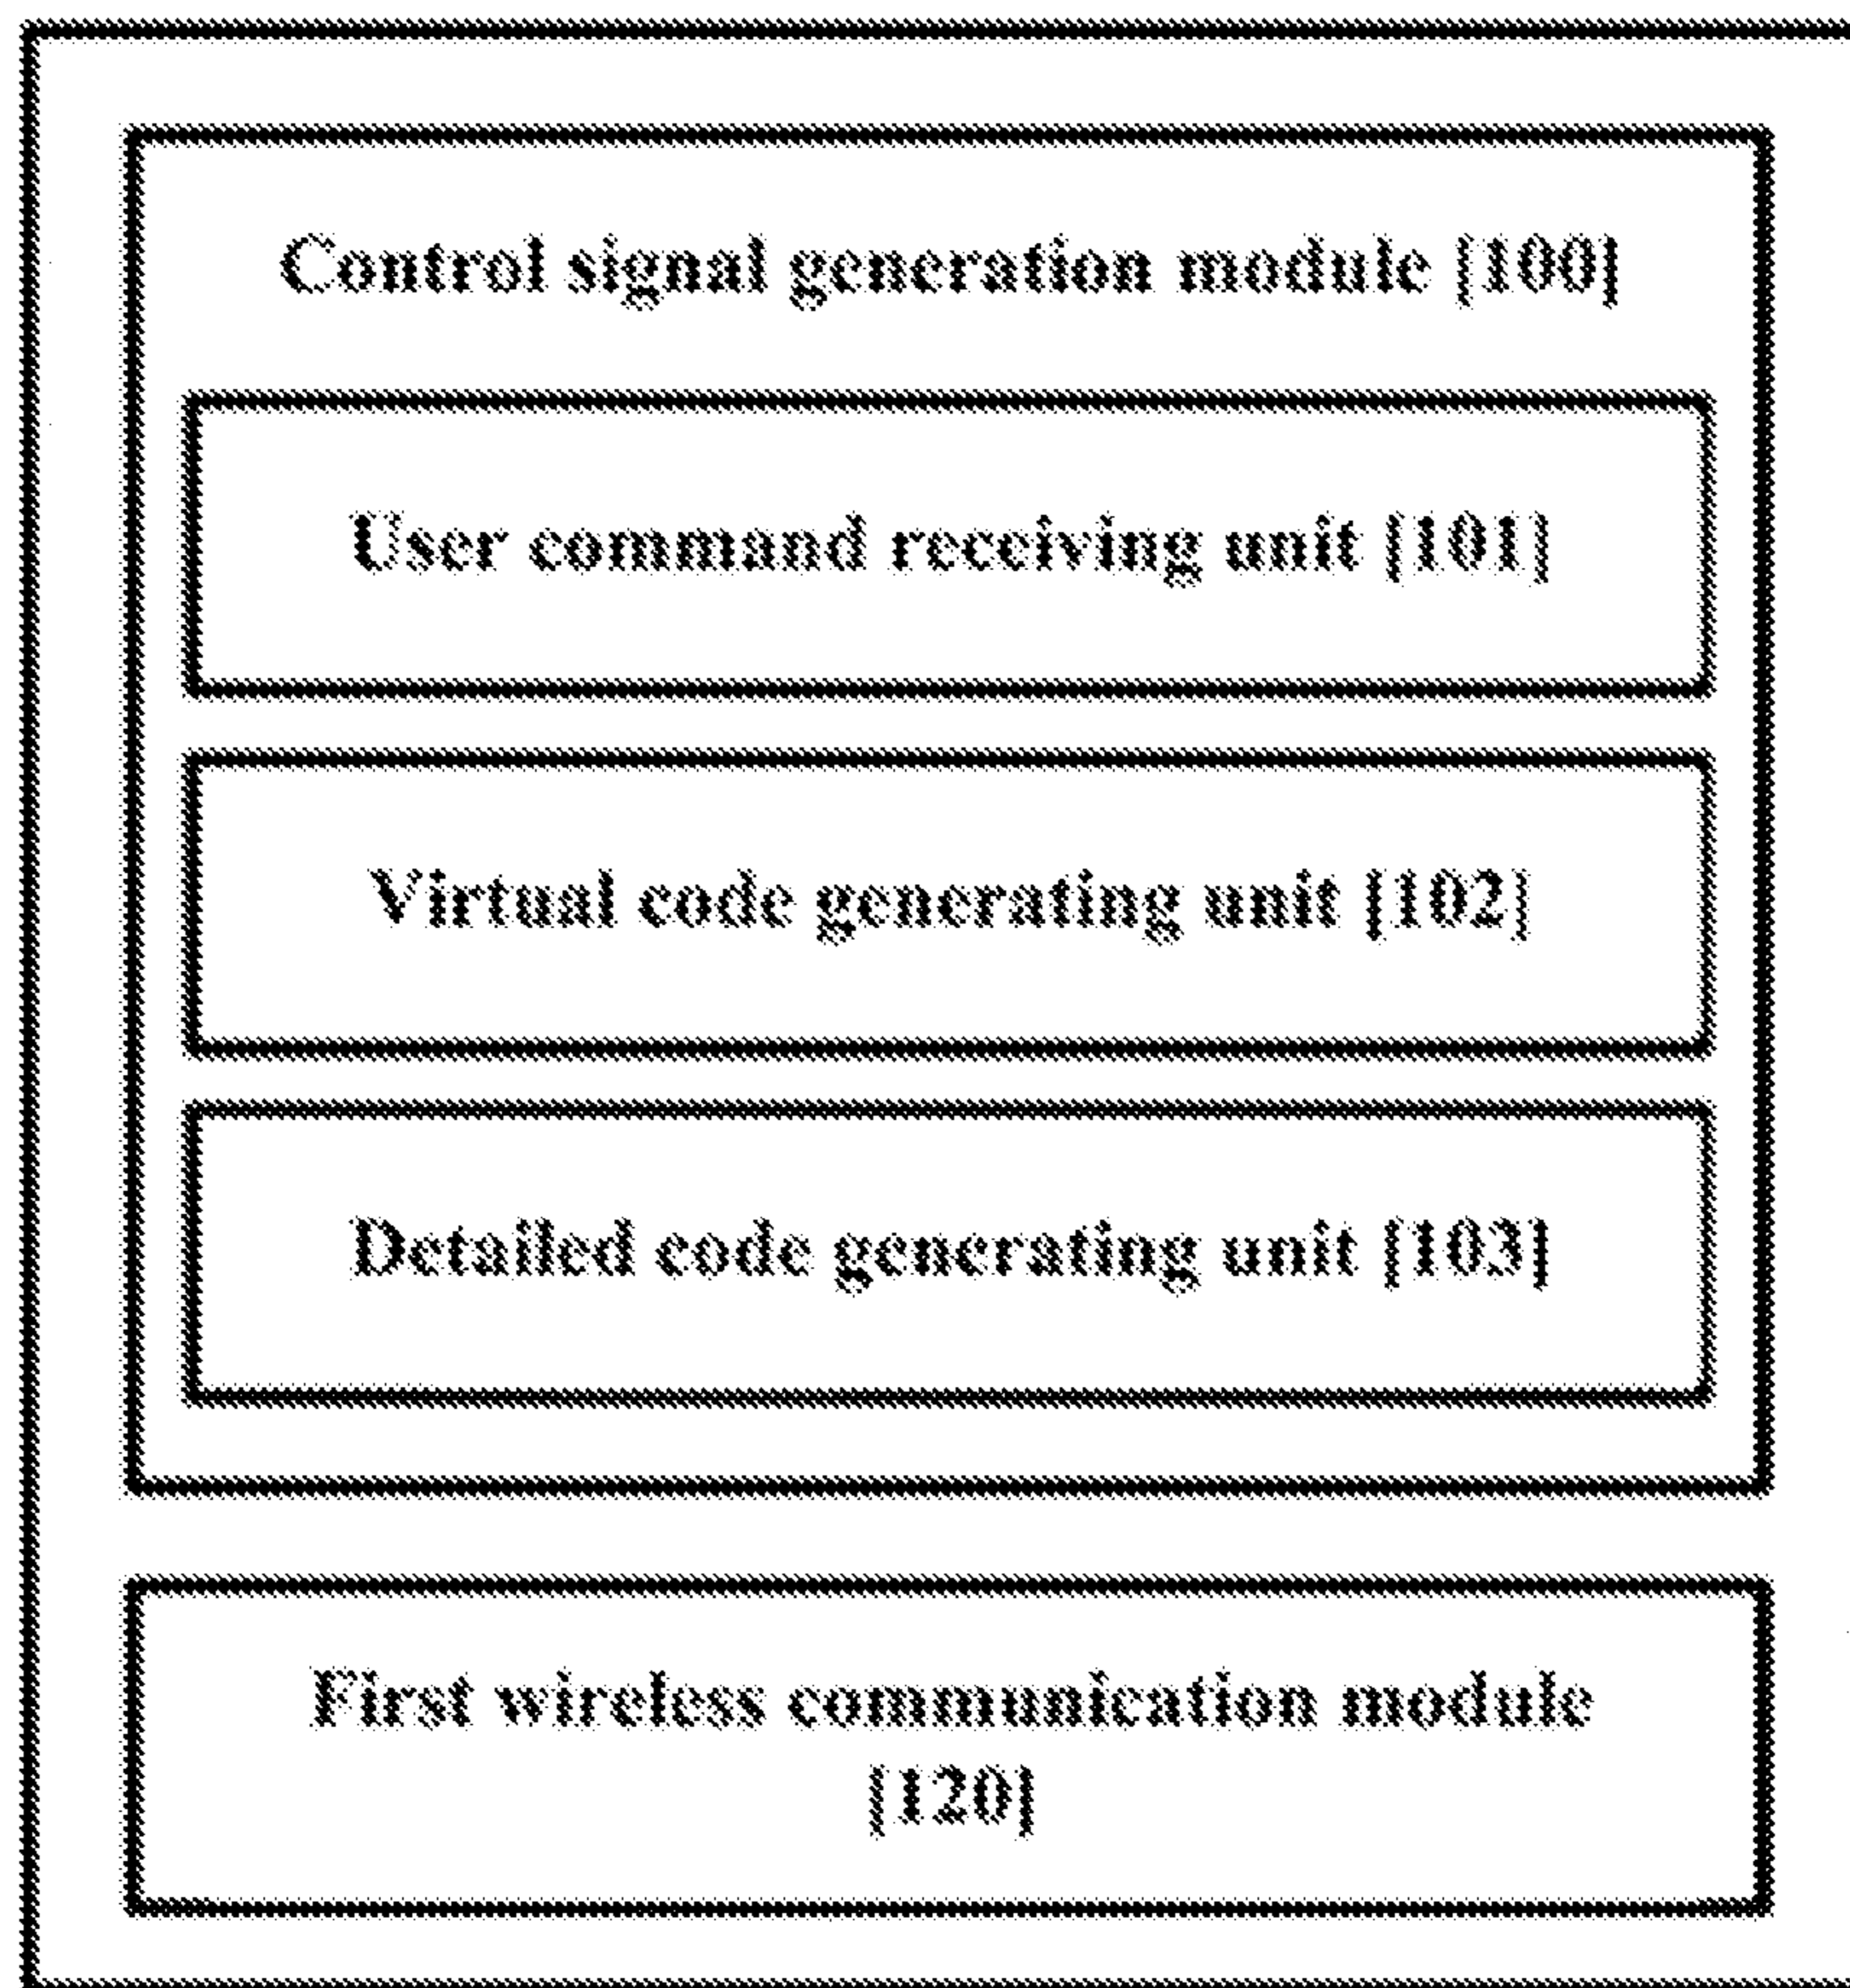 Control signal generation module [100]
User command receiving unit [101]
Virtual code generating unit [102]
Detailed code generating unit [103]
First wireless communication module
[120]